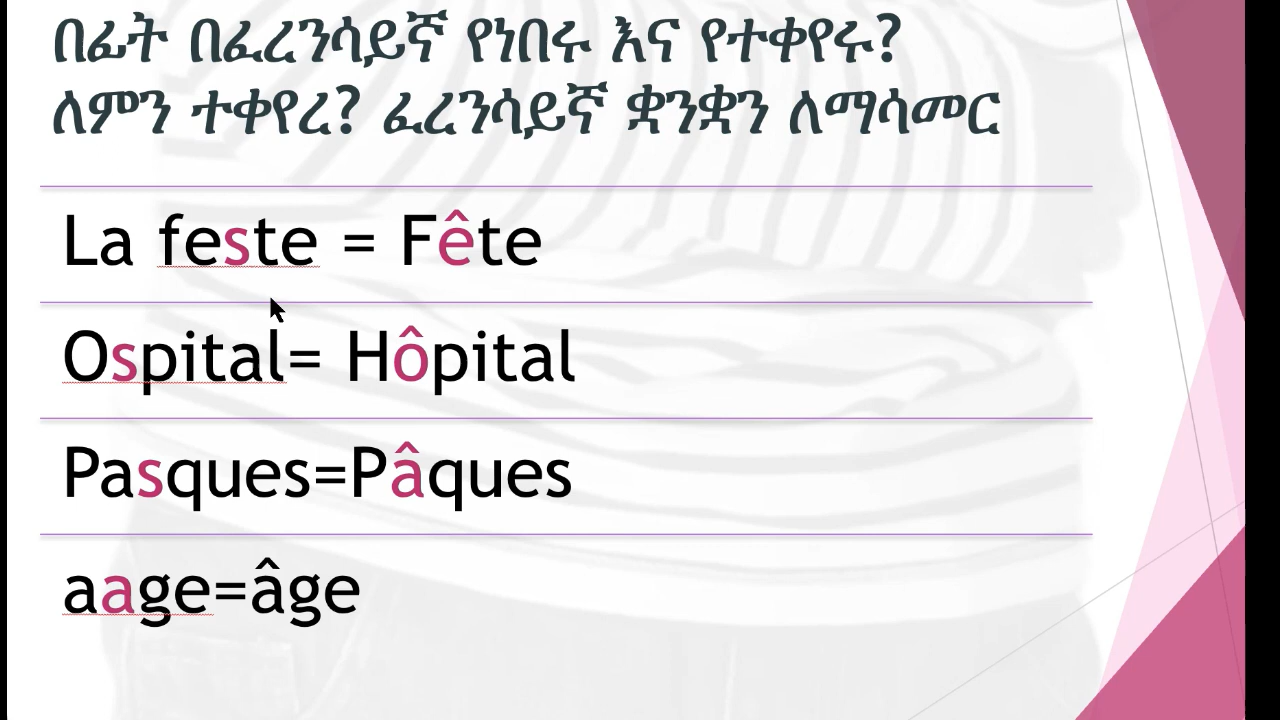 በፊት በፈረንሳይኛ የነበሩ እና የተቀየሩ?
ለምን ተቀየረ? ፈረንሳይኛ ቋንቋን ለማሳመር
La feste = Fête
Ospital= Hôpital
Pasques=Pâques
aage=âge